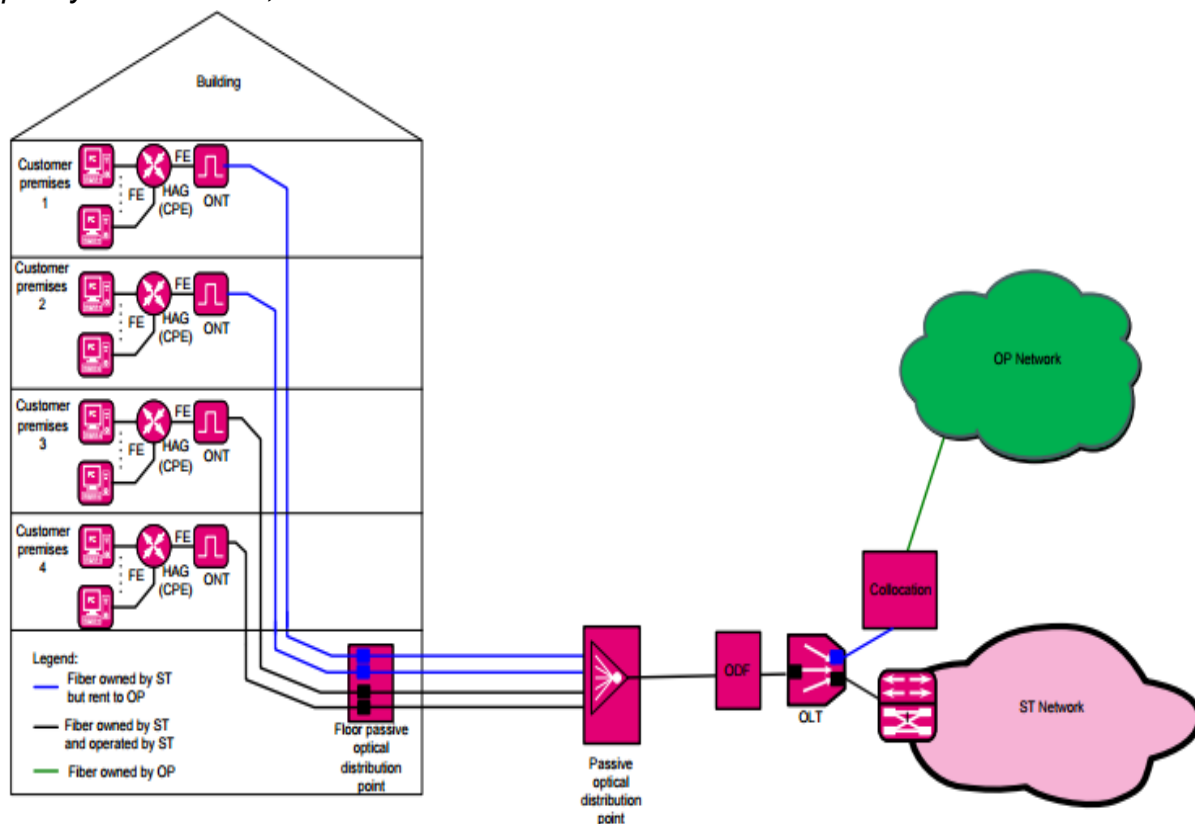 Building
Customer
premises
1
FE
HAG
(CPE)
FE
ONT
Customer
premises
2
FE
HAG
(CPE)
FE
ONT
Customer
premises
3
FE
HAG
(CPE)
FE
ONT
Customer
premises
4
FE
HAG
(CPE)
FE
ONT
Legend:
Fiber owned by ST
but rent to OP
Fiber owned by ST
and operated by ST
Fiber owned by OP
Floor passive
optical
distribution
point
Passive
optical
distribution
point
ODF
OLT
Collocation
OP Network
ST Network